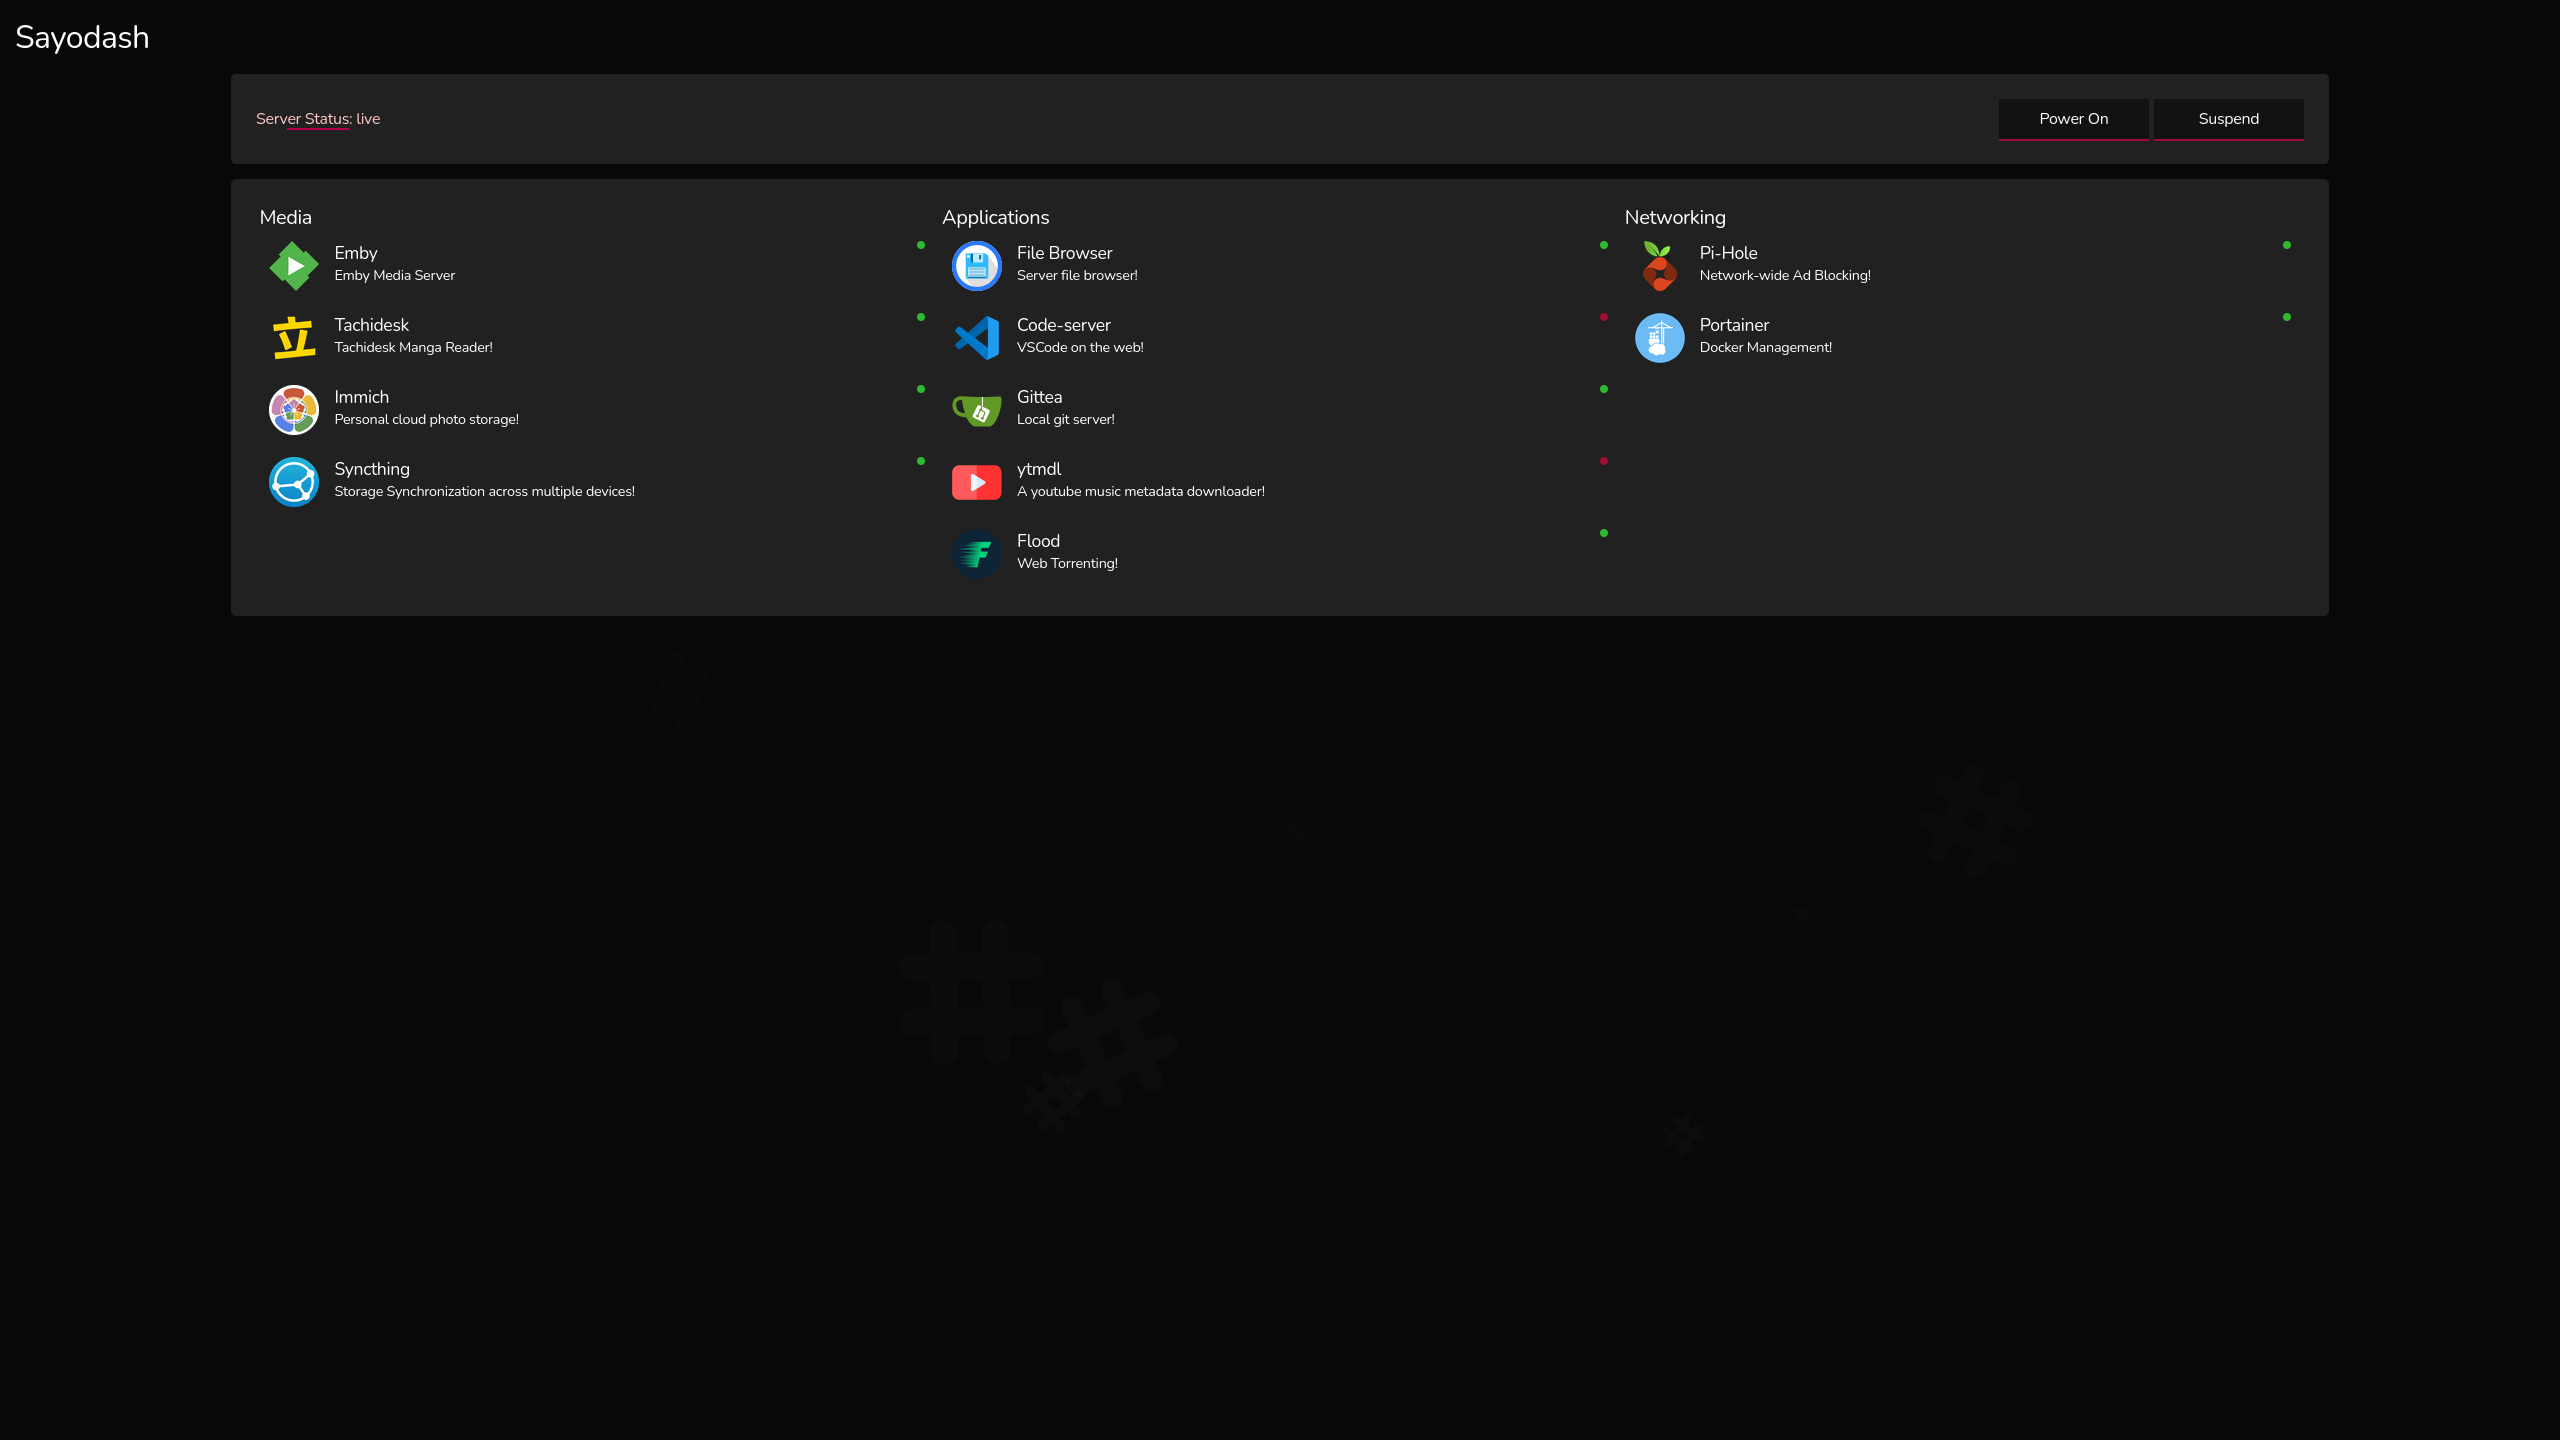 Sayodash
Server Status: live
Power On
Suspend
Media
Emby
Emby Media Server
立
Tachidesk
Tachidesk Manga Reader!
Immich
Personal cloud photo storage!
Syncthing
Storage Synchronization across multiple devices!
Applications
File Browser
Server file browser!
Code-server
VSCode on the web!
Gittea
Local git server!
ytmdl
A youtube music metadata downloader!
F
Flood
Web Torrenting!
Networking
Pi-Hole
Network-wide Ad Blocking!
Portainer
Docker Management!